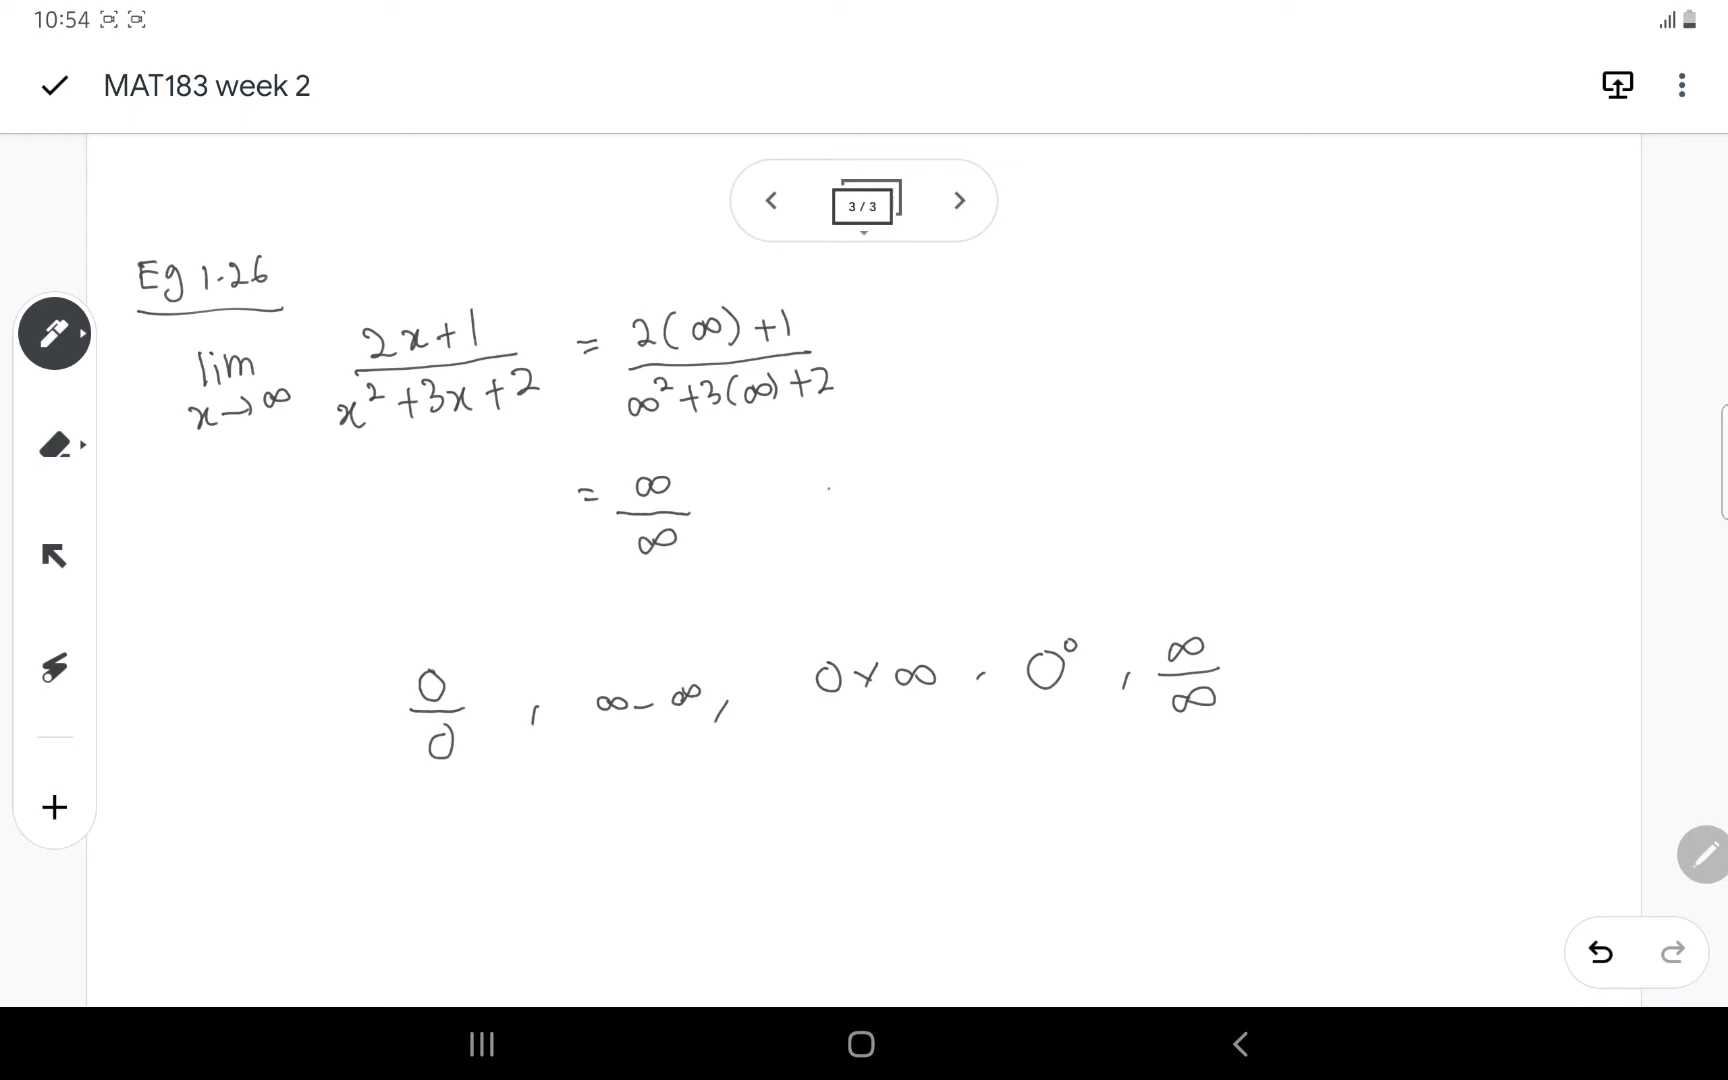 10:54
MAT183 week 2
3 / 3
Eg 1.26
lim x→∞ (2x+1)/(x²+3x+2) = (2(∞)+1)/(∞²+3(∞)+2)
= ∞/∞
0/0 , ∞-∞, 0×∞ , 0⁰ , ∞/∞